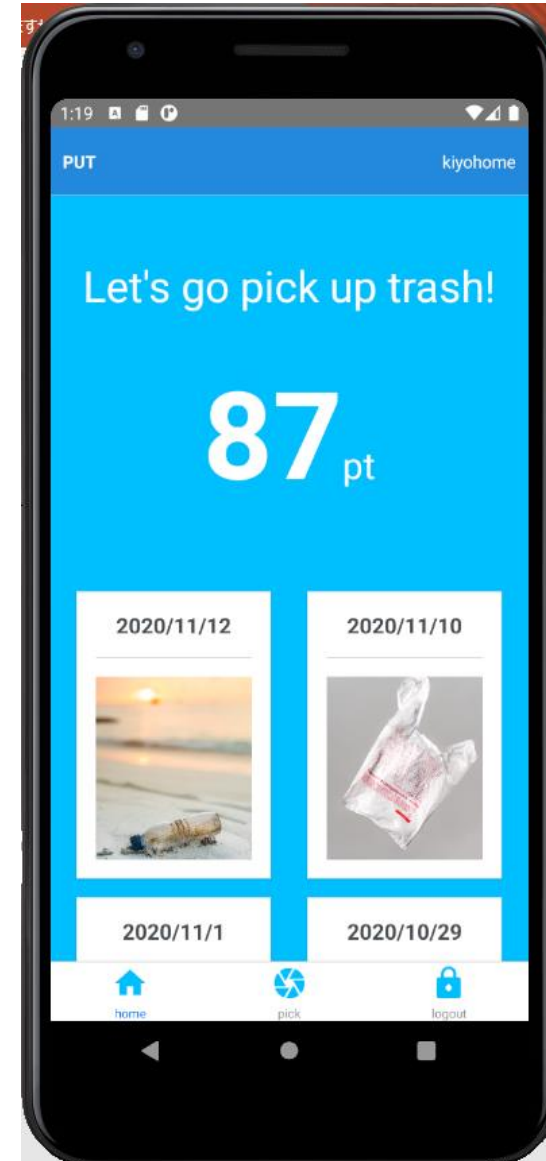 1:19
PUT kiyohome
Let's go pick up trash!
87 pt
2020/11/12 2020/11/10
2020/11/1 2020/10/29
home pick logout